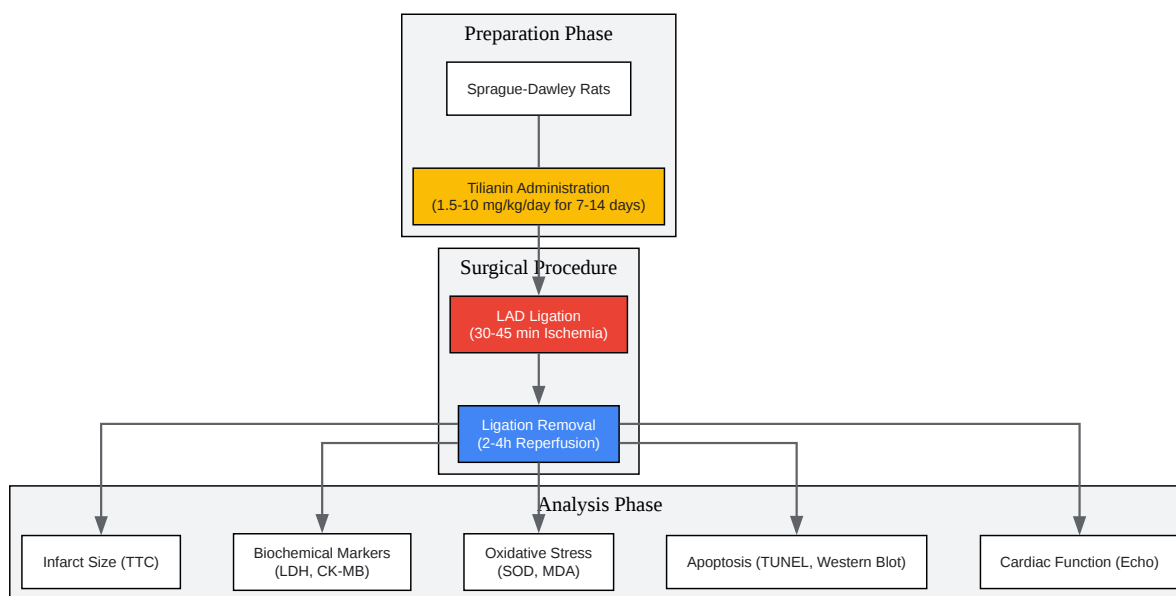 Preparation Phase
Sprague-Dawley Rats
Tilianin Administration
(1.5-10 mg/kg/day for 7-14 days)
Surgical Procedure
LAD Ligation
(30-45 min Ischemia)
Ligation Removal
(2-4h Reperfusion)
Analysis Phase
Infarct Size (TTC)
Biochemical Markers
(LDH, CK-MB)
Oxidative Stress
(SOD, MDA)
Apoptosis (TUNEL, Western Blot)
Cardiac Function (Echo)